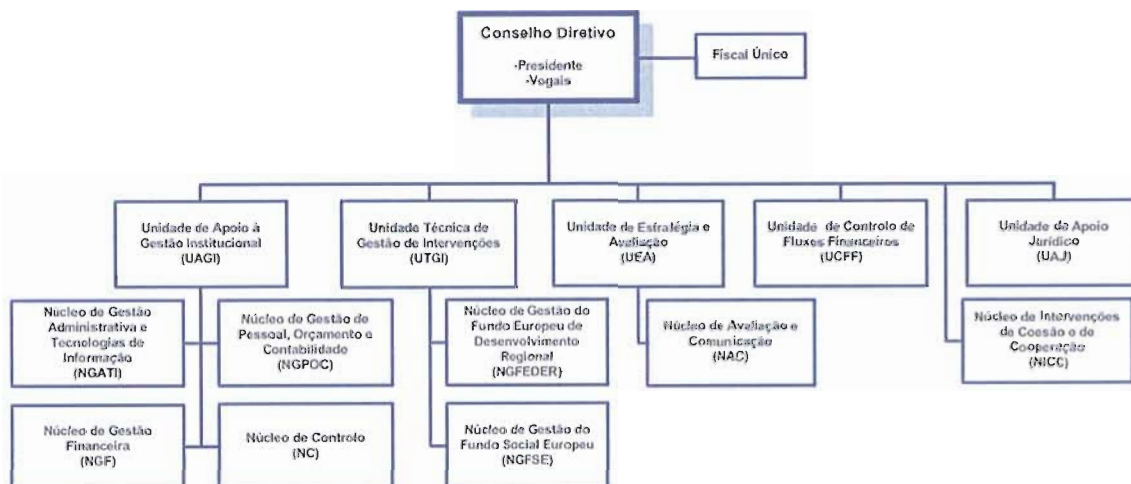 Conselho Diretivo
-Presidente
-Vogais
Fiscal Único
Unidade de Apoio à
Gestão Institucional
(UAGI)
Unidade Técnica de
Gestão de Intervenções
(UTGI)
Unidade de Estratégia e
Avaliação
(UEA)
Unidade de Controlo de
Fluxos Financeiros
(UCFF)
Unidade de Apoio
Jurídico
(UAJ)
Núcleo de Gestão
Administrativa e
Tecnologias de
Informação
(NGATI)
Núcleo de Gestão de
Pessoal, Orçamento e
Contabilidade
(NGPOC)
Núcleo de Gestão do
Fundo Europeu de
Desenvolvimento
Regional
(NGFEDER)
Núcleo de Avaliação e
Comunicação
(NAC)
Núcleo de Intervenções
de Coesão e de
Cooperação
(NICC)
Núcleo de Gestão
Financeira
(NGF)
Núcleo de Controlo
(NC)
Núcleo de Gestão do
Fundo Social Europeu
(NGFSE)